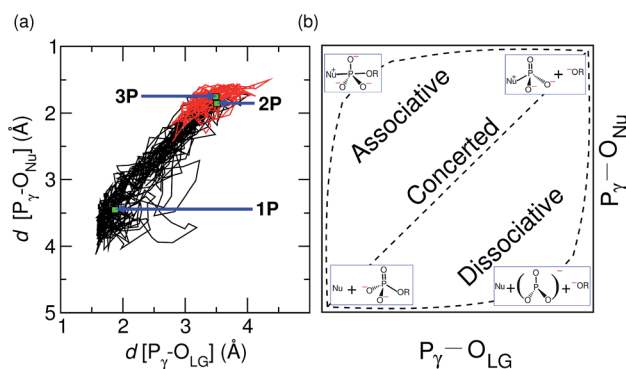 (a)
1
2
3
4
5
d [Pγ-ONu] (Å)
3P
2P
1P
1 2 3 4
d [Pγ-OLG] (Å)
(b)
Associative
Concerted
Dissociative
O−
Nu+
P
OR
−O
O−
O
Nu+
P
O−
O−
+ −OR
Nu +
O
−O
P
OR
O−
Nu + (
O
P
O
O
)− + −OR
Pγ—ONu
Pγ—OLG